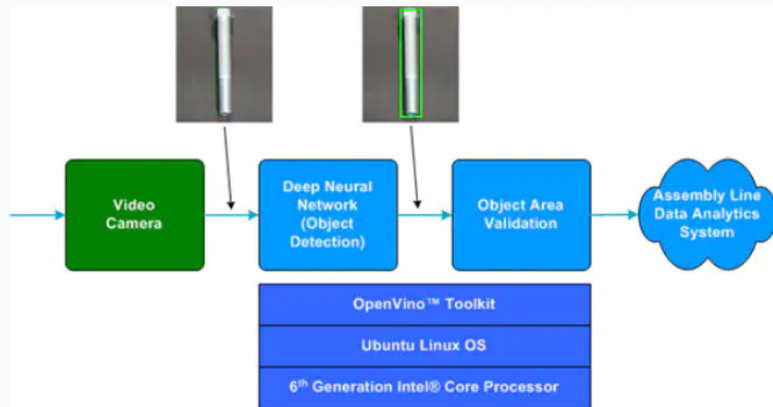 Video
Camera
Deep Neural
Network
(Object
Detection)
Object Area
Validation
Assembly Line
Data Analytics
System
OpenVino™ Toolkit
Ubuntu Linux OS
6th Generation Intel® Core Processor